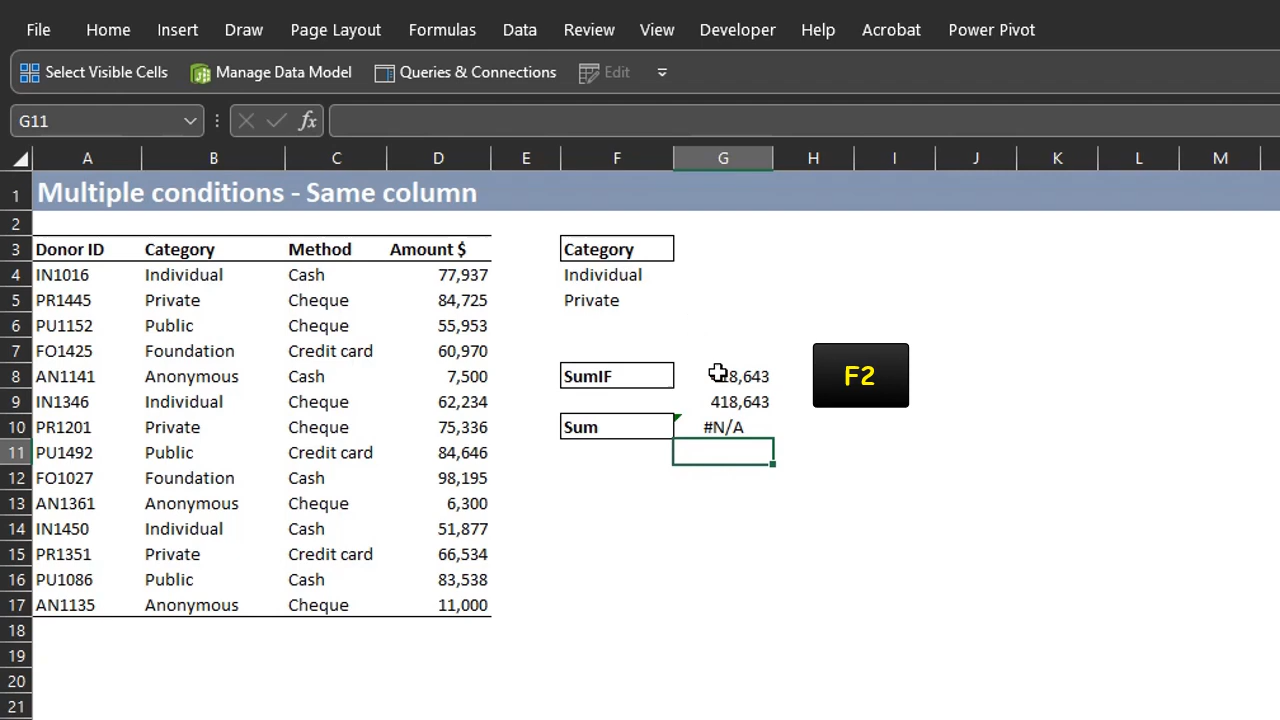 File Home Insert Draw Page Layout Formulas Data Review View Developer Help Acrobat Power Pivot
Select Visible Cells Manage Data Model Queries & Connections Edit
G11 fx
A B C D E F G H I J K L M
1 Multiple conditions - Same column
2
3 Donor ID Category Method Amount $ Category
4 IN1016 Individual Cash 77,937 Individual
5 PR1445 Private Cheque 84,725 Private
6 PU1152 Public Cheque 55,953
7 FO1425 Foundation Credit card 60,970
8 AN1141 Anonymous Cash 7,500 SumIF 8,643 F2
9 IN1346 Individual Cheque 62,234 418,643
10 PR1201 Private Cheque 75,336 Sum #N/A
11 PU1492 Public Credit card 84,646
12 FO1027 Foundation Cash 98,195
13 AN1361 Anonymous Cheque 6,300
14 IN1450 Individual Cash 51,877
15 PR1351 Private Credit card 66,534
16 PU1086 Public Cash 83,538
17 AN1135 Anonymous Cheque 11,000
18
19
20
21